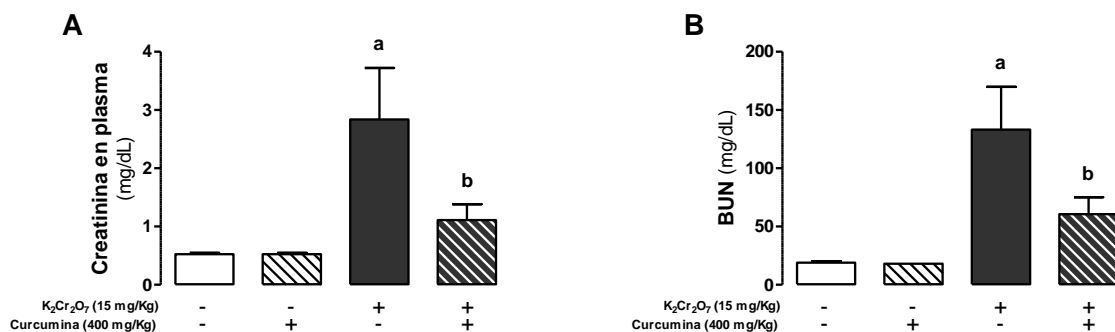 A
Creatinina en plasma
(mg/dL)
4
3
2
1
0
a
b
K₂Cr₂O₇ (15 mg/Kg) - - + +
Curcumina (400 mg/Kg) - + - +
B
BUN (mg/dL)
200
150
100
50
0
a
b
K₂Cr₂O₇ (15 mg/Kg) - - + +
Curcumina (400 mg/Kg) - + - +